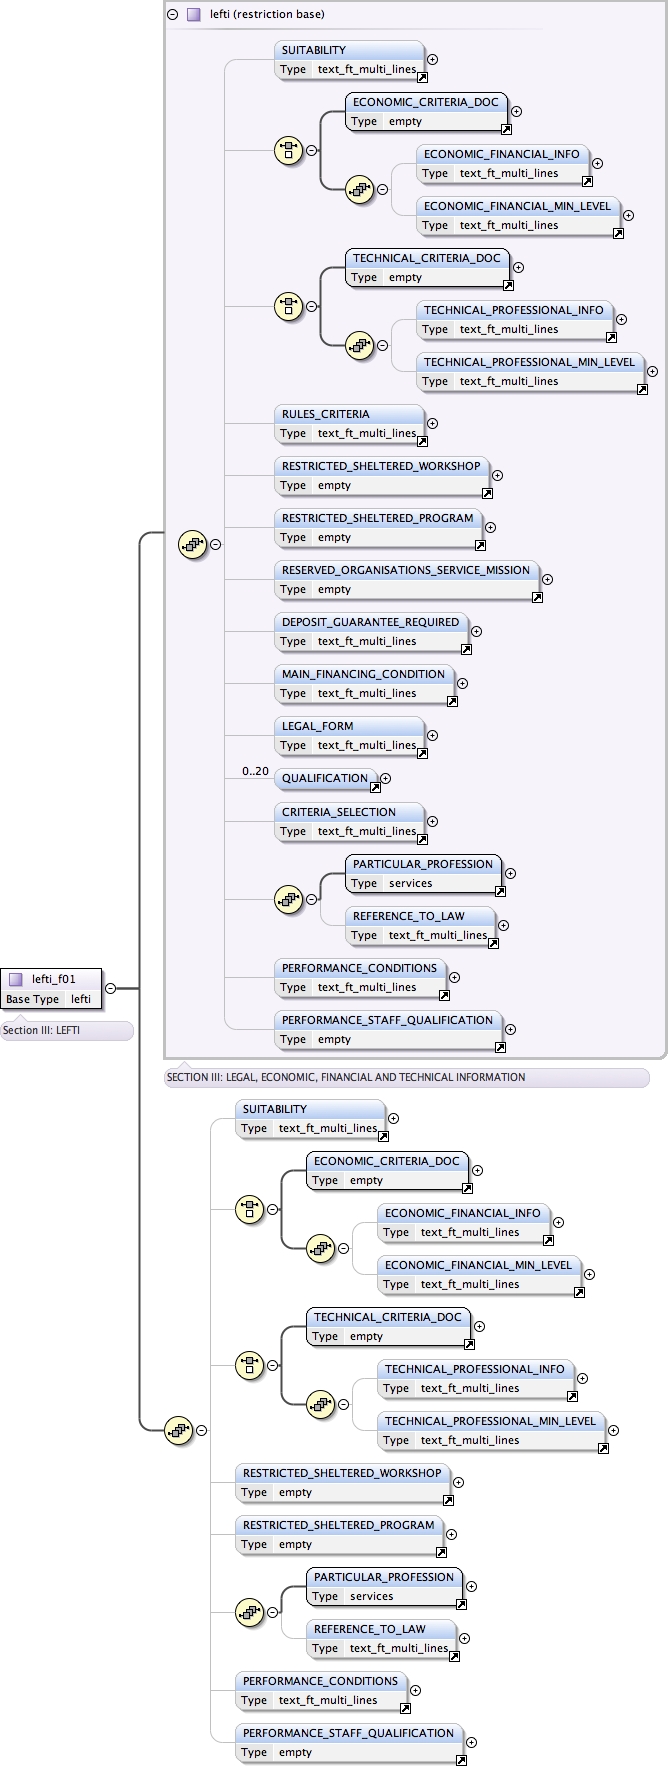 lefti (restriction base)
SUITABILITY
Type text_ft_multi_lines
ECONOMIC_CRITERIA_DOC
Type empty
ECONOMIC_FINANCIAL_INFO
Type text_ft_multi_lines
ECONOMIC_FINANCIAL_MIN_LEVEL
Type text_ft_multi_lines
TECHNICAL_CRITERIA_DOC
Type empty
TECHNICAL_PROFESSIONAL_INFO
Type text_ft_multi_lines
TECHNICAL_PROFESSIONAL_MIN_LEVEL
Type text_ft_multi_lines
RULES_CRITERIA
Type text_ft_multi_lines
RESTRICTED_SHELTERED_WORKSHOP
Type empty
RESTRICTED_SHELTERED_PROGRAM
Type empty
RESERVED_ORGANISATIONS_SERVICE_MISSION
Type empty
DEPOSIT_GUARANTEE_REQUIRED
Type text_ft_multi_lines
MAIN_FINANCING_CONDITION
Type text_ft_multi_lines
LEGAL_FORM
Type text_ft_multi_lines
0..20
QUALIFICATION
CRITERIA_SELECTION
Type text_ft_multi_lines
PARTICULAR_PROFESSION
Type services
REFERENCE_TO_LAW
Type text_ft_multi_lines
PERFORMANCE_CONDITIONS
Type text_ft_multi_lines
PERFORMANCE_STAFF_QUALIFICATION
Type empty
lefti_f01
Base Type lefti
Section III: LEFTI
SECTION III: LEGAL, ECONOMIC, FINANCIAL AND TECHNICAL INFORMATION
SUITABILITY
Type text_ft_multi_lines
ECONOMIC_CRITERIA_DOC
Type empty
ECONOMIC_FINANCIAL_INFO
Type text_ft_multi_lines
ECONOMIC_FINANCIAL_MIN_LEVEL
Type text_ft_multi_lines
TECHNICAL_CRITERIA_DOC
Type empty
TECHNICAL_PROFESSIONAL_INFO
Type text_ft_multi_lines
TECHNICAL_PROFESSIONAL_MIN_LEVEL
Type text_ft_multi_lines
RESTRICTED_SHELTERED_WORKSHOP
Type empty
RESTRICTED_SHELTERED_PROGRAM
Type empty
PARTICULAR_PROFESSION
Type services
REFERENCE_TO_LAW
Type text_ft_multi_lines
PERFORMANCE_CONDITIONS
Type text_ft_multi_lines
PERFORMANCE_STAFF_QUALIFICATION
Type empty